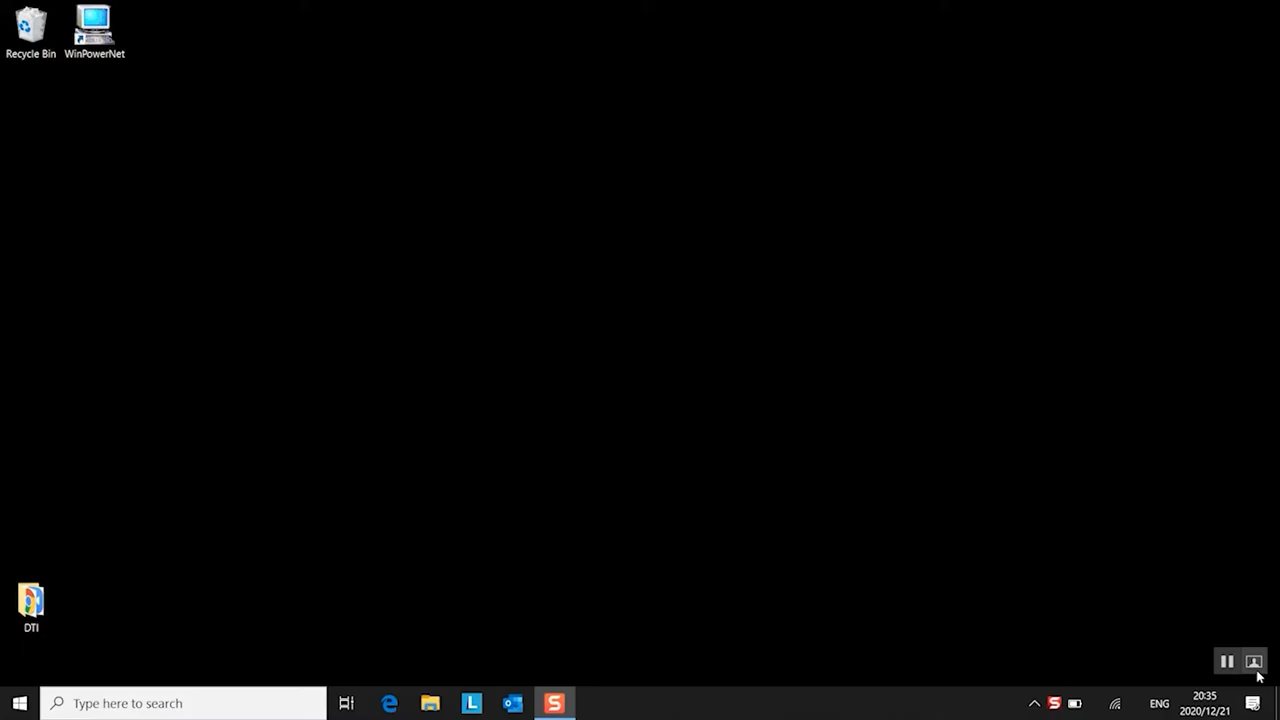 Recycle Bin
WinPowerNet
DTI
Type here to search
L
S
S
ENG
20:35
2020/12/21